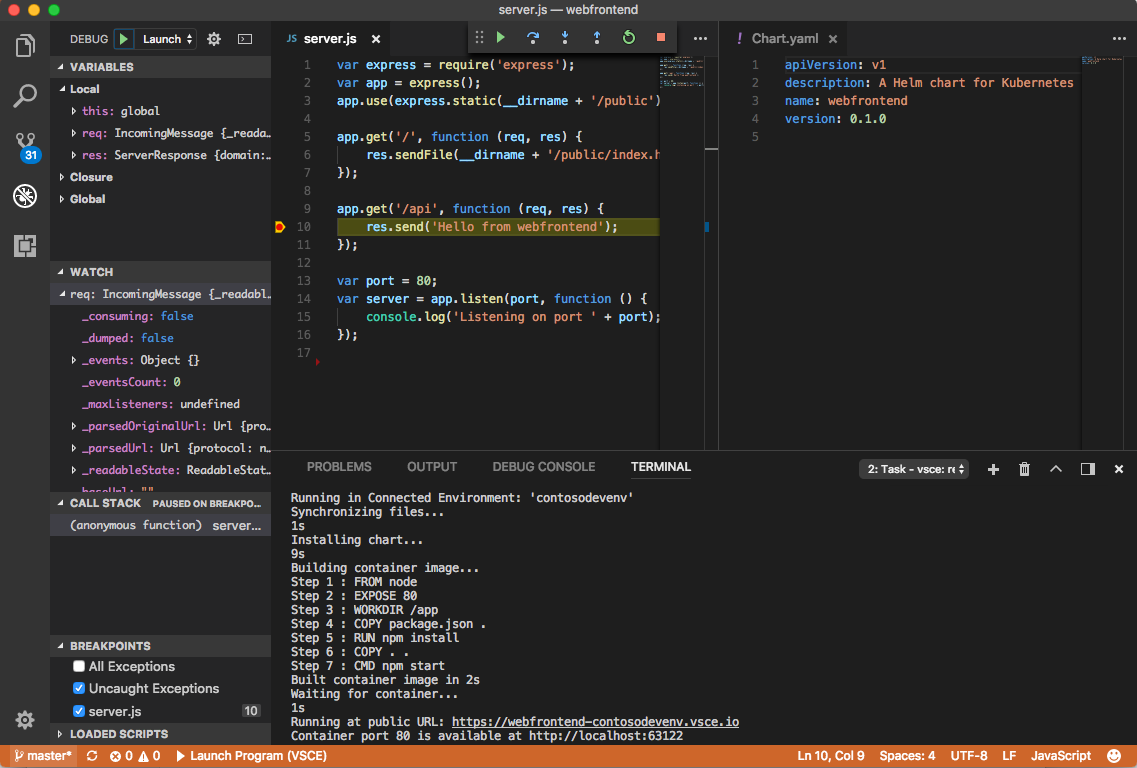 server.js — webfrontend
DEBUG Launch
VARIABLES
Local
this: global
req: IncomingMessage {_reada…
res: ServerResponse {domain:…
Closure
Global
WATCH
req: IncomingMessage {_readabl…
_consuming: false
_dumped: false
_events: Object {}
_eventsCount: 0
_maxListeners: undefined
_parsedOriginalUrl: Url {pro…
_parsedUrl: Url {protocol: n…
_readableState: ReadableStat…
baseUrl: ""
CALL STACK PAUSED ON BREAKPO…
(anonymous function) server…
BREAKPOINTS
All Exceptions
Uncaught Exceptions
server.js 10
LOADED SCRIPTS
31
JS server.js ×
1 var express = require('express');
2 var app = express();
3 app.use(express.static(__dirname + '/public')
4
5 app.get('/', function (req, res) {
6 res.sendFile(__dirname + '/public/index.h
7 });
8
9 app.get('/api', function (req, res) {
10 res.send('Hello from webfrontend');
11 });
12
13 var port = 80;
14 var server = app.listen(port, function () {
15 console.log('Listening on port ' + port);
16 });
17
! Chart.yaml ×
1 apiVersion: v1
2 description: A Helm chart for Kubernetes
3 name: webfrontend
4 version: 0.1.0
5
PROBLEMS OUTPUT DEBUG CONSOLE TERMINAL 2: Task - vsce: re
Running in Connected Environment: 'contosodevenv'
Synchronizing files...
1s
Installing chart...
9s
Building container image...
Step 1 : FROM node
Step 2 : EXPOSE 80
Step 3 : WORKDIR /app
Step 4 : COPY package.json .
Step 5 : RUN npm install
Step 6 : COPY . .
Step 7 : CMD npm start
Built container image in 2s
Waiting for container...
1s
Running at public URL: https://webfrontend-contosodevenv.vsce.io
Container port 80 is available at http://localhost:63122
master* 0 0 Launch Program (VSCE) Ln 10, Col 9 Spaces: 4 UTF-8 LF JavaScript